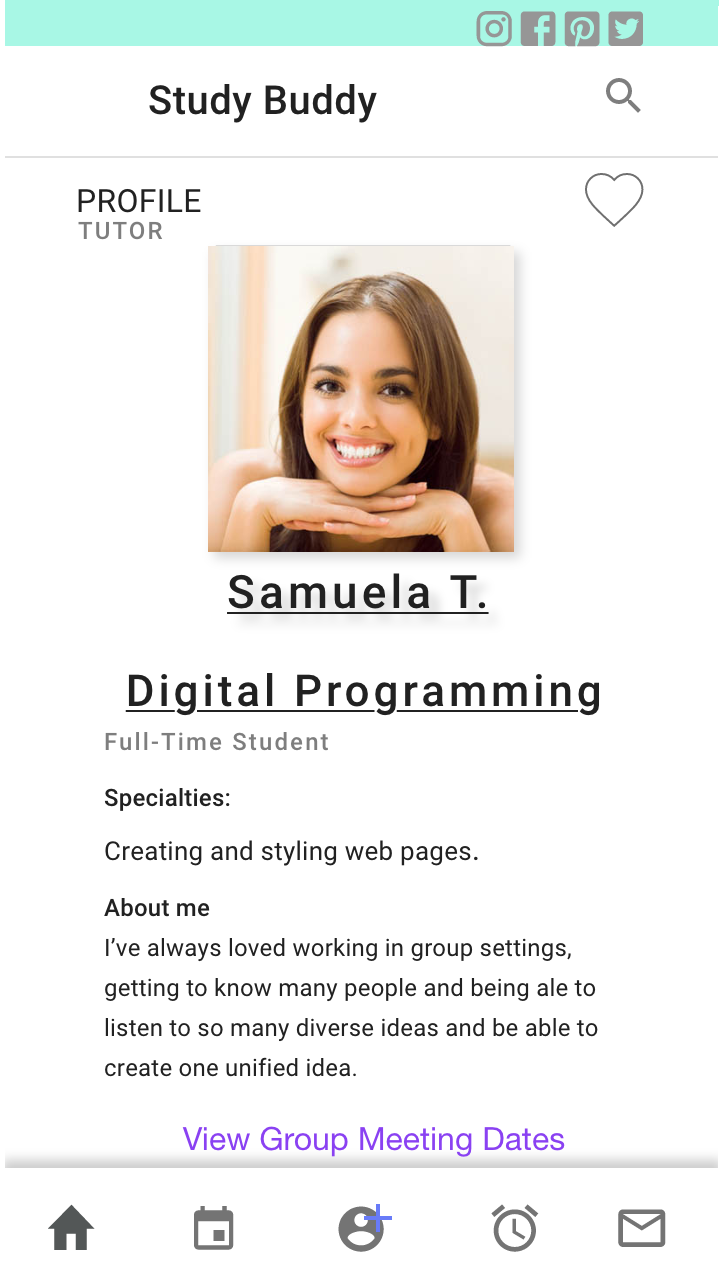 Study Buddy
PROFILE
TUTOR
Samuela T.
Digital Programming
Full-Time Student
Specialties:
Creating and styling web pages.
About me
I’ve always loved working in group settings,
getting to know many people and being ale to
listen to so many diverse ideas and be able to
create one unified idea.
View Group Meeting Dates